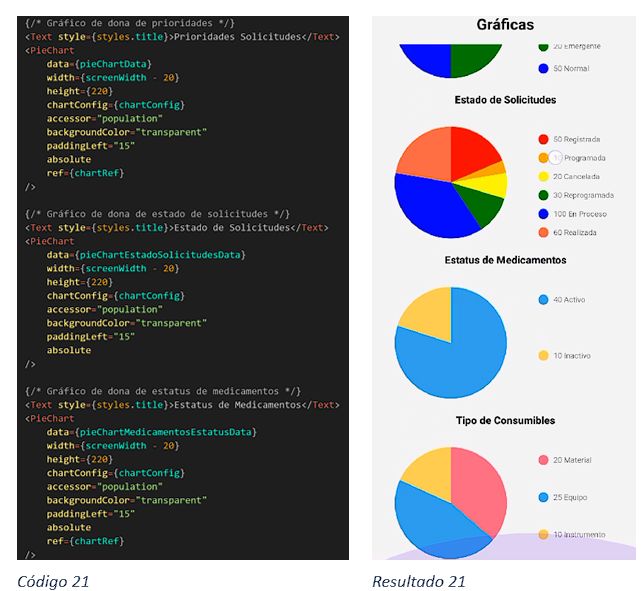 {/* Gráfico de dona de prioridades */}
<Text style={styles.title}>Prioridades Solicitudes</Text>
<PieChart
data={pieChartData}
width={screenWidth - 20}
height={220}
chartConfig={chartConfig}
accessor="population"
backgroundColor="transparent"
paddingLeft="15"
absolute
ref={chartRef}
/>
{/* Gráfico de dona de estado de solicitudes */}
<Text style={styles.title}>Estado de Solicitudes</Text>
<PieChart
data={pieChartEstadoSolicitudesData}
width={screenWidth - 20}
height={220}
chartConfig={chartConfig}
accessor="population"
backgroundColor="transparent"
paddingLeft="15"
absolute
/>
{/* Gráfico de dona de estatus de medicamentos */}
<Text style={styles.title}>Estatus de Medicamentos</Text>
<PieChart
data={pieChartMedicamentosEstatusData}
width={screenWidth - 20}
height={220}
chartConfig={chartConfig}
accessor="population"
backgroundColor="transparent"
paddingLeft="15"
absolute
ref={chartRef}
/>
Código 21
Gráficas
20 Emergente
50 Normal
Estado de Solicitudes
50 Registrada
Programada
20 Cancelada
30 Reprogramada
100 En Proceso
60 Realizada
Estatus de Medicamentos
40 Activo
10 Inactivo
Tipo de Consumibles
20 Material
25 Equipo
10 Instrumento
Resultado 21